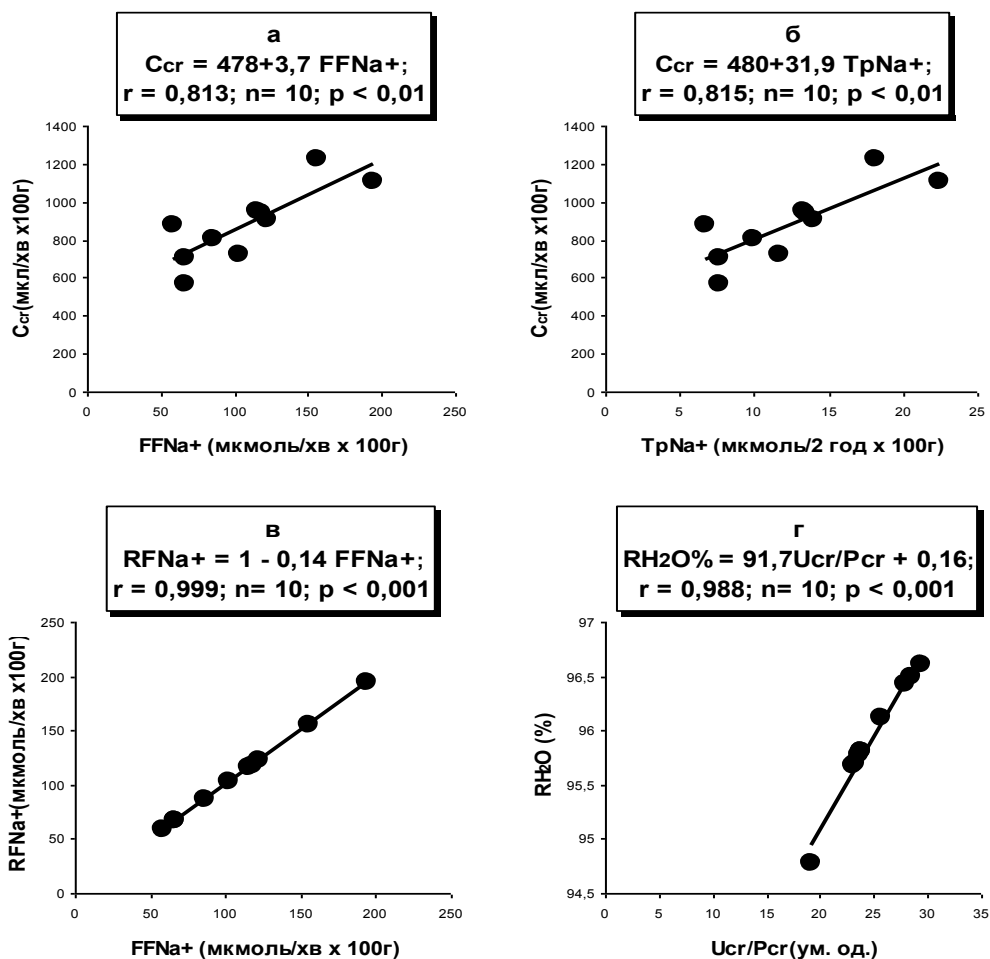 а
Ccr = 478+3,7 FFNa+;
r = 0,813; n= 10; p < 0,01
1400
1200
1000
800
600
400
200
0
0 50 100 150 200 250
Ccr(мкл/хв х100г)
FFNa+ (мкмоль/хв х 100г)
б
Ccr = 480+31,9 TpNa+;
r = 0,815; n= 10; p < 0,01
1400
1200
1000
800
600
400
200
0
0 5 10 15 20 25
Ccr(мкл/хв х100г)
TpNa+ (мкмоль/2 год х 100г)
в
RFNa+ = 1 - 0,14 FFNa+;
r = 0,999; n= 10; p < 0,001
250
200
150
100
50
0
0 50 100 150 200 250
RFNa+(мкмоль/хв х100г)
FFNa+ (мкмоль/хв х 100г)
г
RH2O% = 91,7Ucr/Pcr + 0,16;
r = 0,988; n= 10; p < 0,001
97
96,5
96
95,5
95
94,5
0 5 10 15 20 25 30 35
RH2O (%)
Ucr/Pcr(ум. од.)